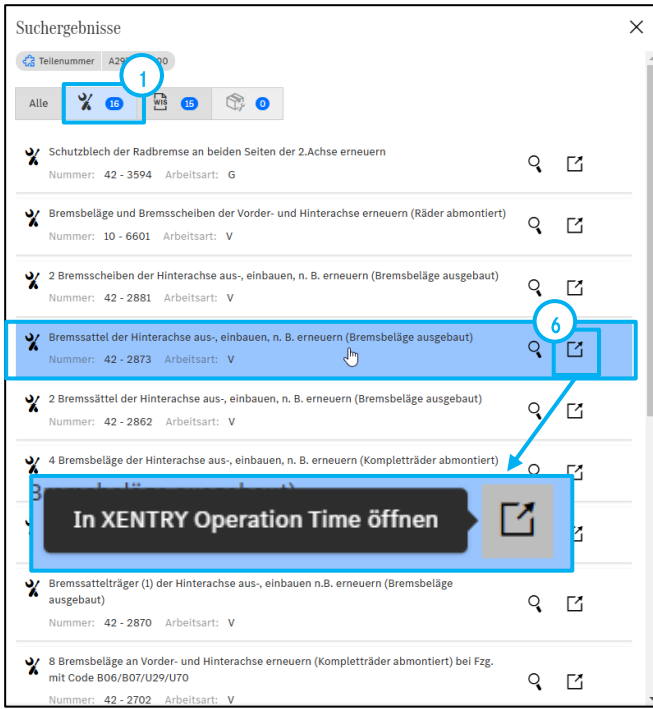 Suchergebnisse
Teilenummer
1
Alle 16 WIS 15 0
Schutzblech der Radbremse an beiden Seiten der 2.Achse erneuern
Nummer: 42 - 3594 Arbeitsart: G
Bremsbeläge und Bremsscheiben der Vorder- und Hinterachse erneuern (Räder abmontiert)
Nummer: 10 - 6601 Arbeitsart: V
2 Bremsscheiben der Hinterachse aus-, einbauen, n. B. erneuern (Bremsbeläge ausgebaut)
Nummer: 42 - 2881 Arbeitsart: V
6
Bremssattel der Hinterachse aus-, einbauen, n. B. erneuern (Bremsbeläge ausgebaut)
Nummer: 42 - 2873 Arbeitsart: V
2 Bremssättel der Hinterachse aus-, einbauen, n. B. erneuern (Bremsbeläge ausgebaut)
Nummer: 42 - 2862 Arbeitsart: V
4 Bremsbeläge der Hinterachse aus-, einbauen, n. B. erneuern (Kompletträder abmontiert)
In XENTRY Operation Time öffnen
Bremssattelträger (1) der Hinterachse aus-, einbauen n.B. erneuern (Bremsbeläge
ausgebaut)
Nummer: 42 - 2870 Arbeitsart: V
8 Bremsbeläge an Vorder- und Hinterachse erneuern (Kompletträder abmontiert) bei Fzg.
mit Code B06/B07/U29/U70
Nummer: 42 - 2702 Arbeitsart: V